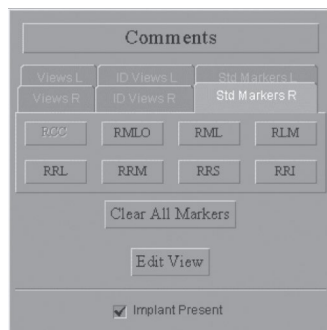 Comments
Views L ID Views L Std Markers L
Views R ID Views R Std Markers R
RCC RMLO RML RLM
RRL RRM RRS RRI
Clear All Markers
Edit View
Implant Present